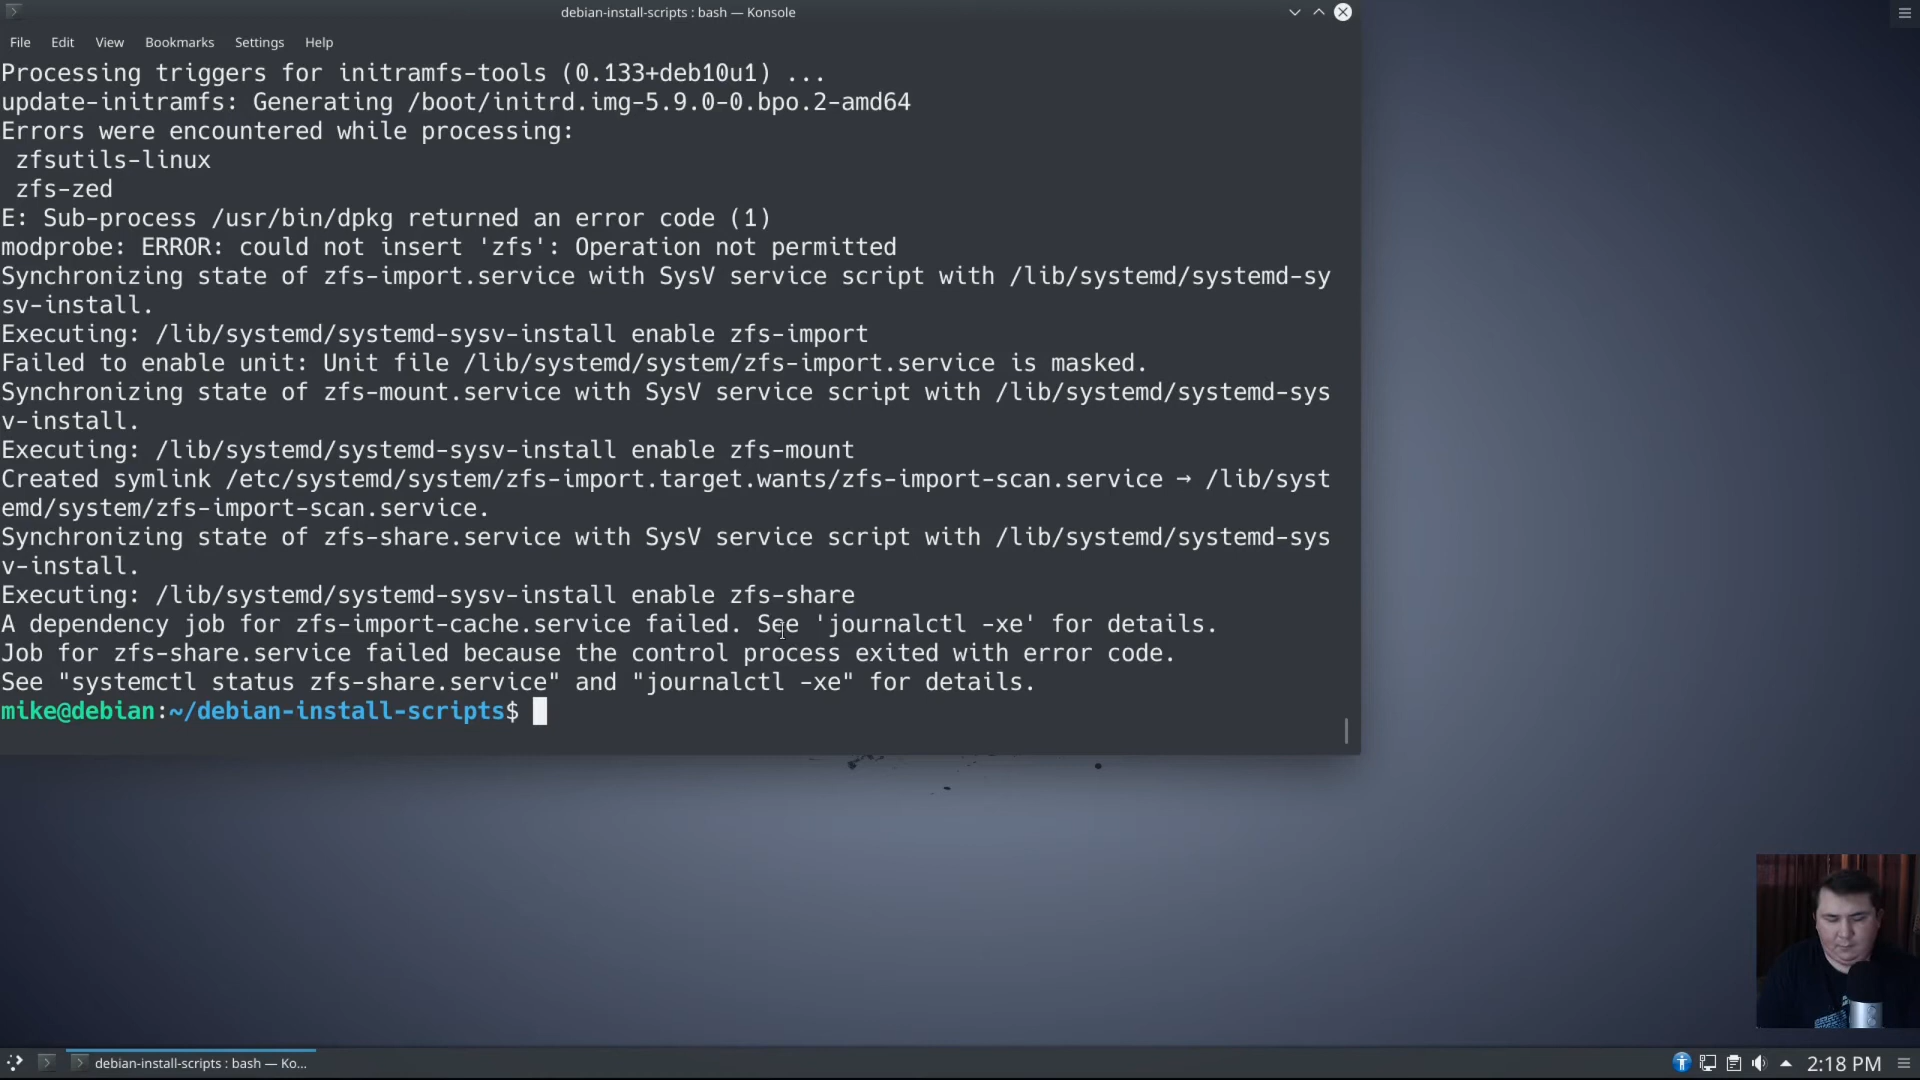 debian-install-scripts : bash — Konsole
File Edit View Bookmarks Settings Help
Processing triggers for initramfs-tools (0.133+deb10u1) ...
update-initramfs: Generating /boot/initrd.img-5.9.0-0.bpo.2-amd64
Errors were encountered while processing:
zfsutils-linux
zfs-zed
E: Sub-process /usr/bin/dpkg returned an error code (1)
modprobe: ERROR: could not insert 'zfs': Operation not permitted
Synchronizing state of zfs-import.service with SysV service script with /lib/systemd/systemd-sy
sv-install.
Executing: /lib/systemd/systemd-sysv-install enable zfs-import
Failed to enable unit: Unit file /lib/systemd/system/zfs-import.service is masked.
Synchronizing state of zfs-mount.service with SysV service script with /lib/systemd/systemd-sys
v-install.
Executing: /lib/systemd/systemd-sysv-install enable zfs-mount
Created symlink /etc/systemd/system/zfs-import.target.wants/zfs-import-scan.service → /lib/syst
emd/system/zfs-import-scan.service.
Synchronizing state of zfs-share.service with SysV service script with /lib/systemd/systemd-sys
v-install.
Executing: /lib/systemd/systemd-sysv-install enable zfs-share
A dependency job for zfs-import-cache.service failed. See 'journalctl -xe' for details.
Job for zfs-share.service failed because the control process exited with error code.
See "systemctl status zfs-share.service" and "journalctl -xe" for details.
mike@debian:~/debian-install-scripts$
debian-install-scripts : bash — Ko...
2:18 PM